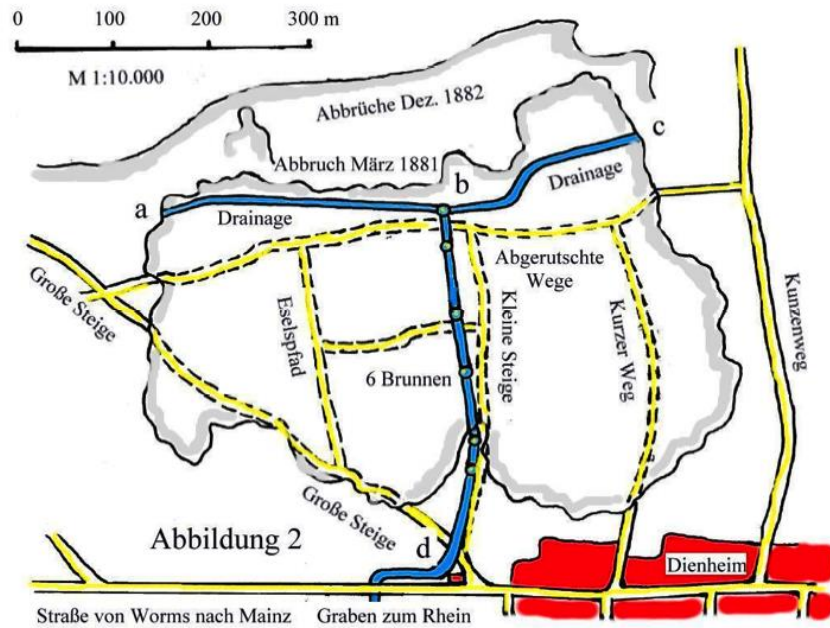 0 100 200 300 m
M 1:10.000
Abbrüche Dez. 1882
Abbruch März 1881
a
b
c
Drainage
Drainage
Große Steige
Eselspfad
Abgerutschte
Wege
Kleine Steige
Kurzer Weg
Kunzenweg
6 Brunnen
Große Steige
Abbildung 2
d
Dienheim
Straße von Worms nach Mainz
Graben zum Rhein